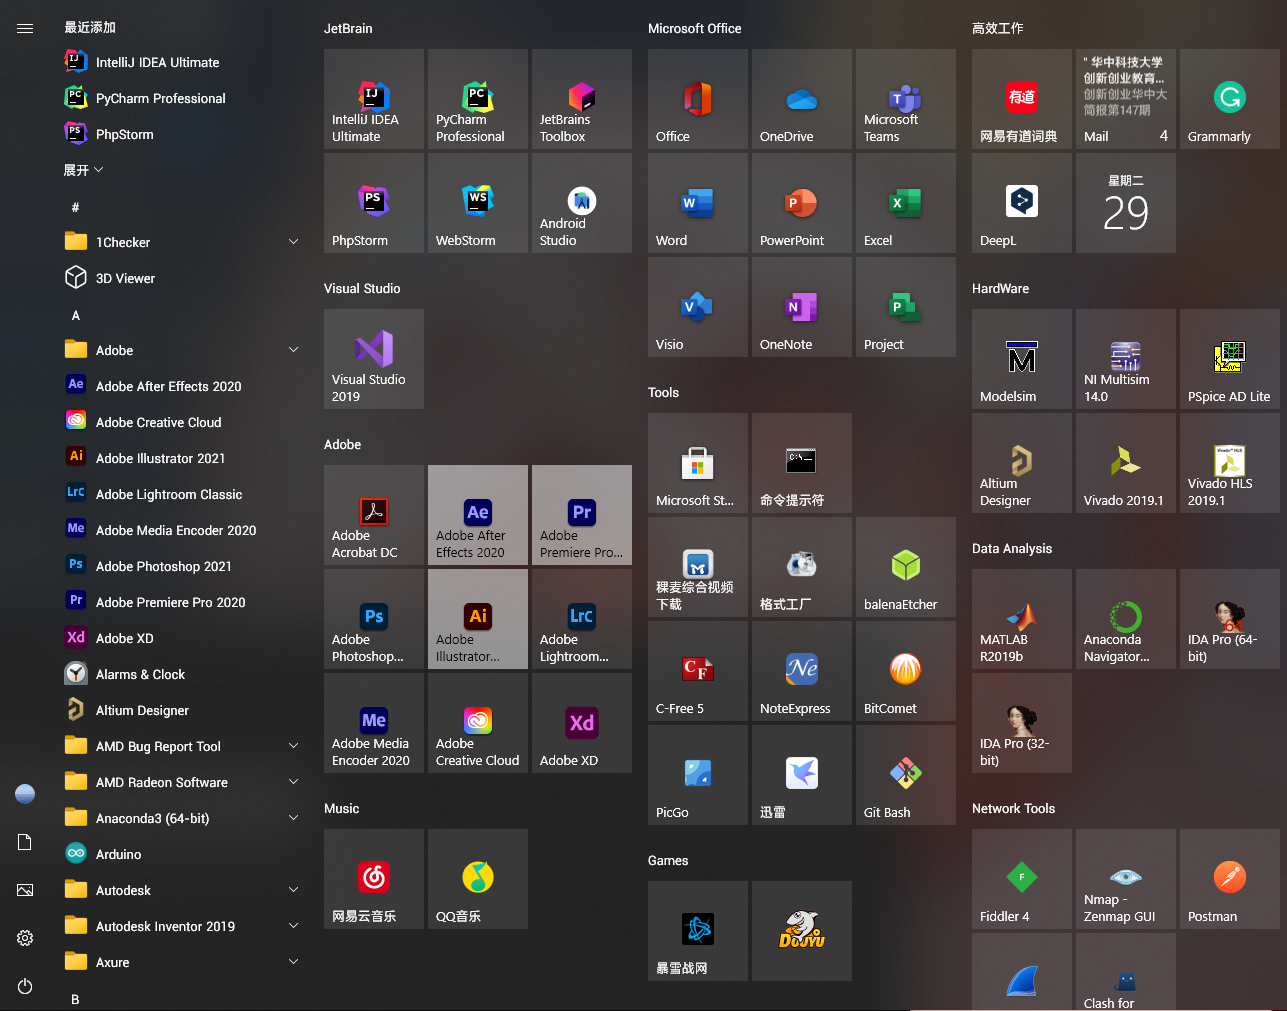 最近添加
IntelliJ IDEA Ultimate
PyCharm Professional
PhpStorm
展开
#
1Checker
3D Viewer
A
Adobe
Adobe After Effects 2020
Adobe Creative Cloud
Adobe Illustrator 2021
Adobe Lightroom Classic
Adobe Media Encoder 2020
Adobe Photoshop 2021
Adobe Premiere Pro 2020
Adobe XD
Alarms & Clock
Altium Designer
AMD Bug Report Tool
AMD Radeon Software
Anaconda3 (64-bit)
Arduino
Autodesk
Autodesk Inventor 2019
Axure
B
JetBrain
IntelliJ IDEA
Ultimate
PyCharm
Professional
JetBrains
Toolbox
PhpStorm
WebStorm
Android
Studio
Visual Studio
Visual Studio
2019
Adobe
Adobe
Acrobat DC
Adobe After
Effects 2020
Adobe
Premiere Pro...
Adobe
Photoshop...
Adobe
Illustrator...
Adobe
Lightroom...
Adobe Media
Encoder 2020
Adobe
Creative Cloud
Adobe XD
Music
网易云音乐
QQ音乐
Microsoft Office
Office
OneDrive
Microsoft
Teams
Word
PowerPoint
Excel
Visio
OneNote
Project
Tools
Microsoft St...
命令提示符
稞麦综合视频
下载
格式工厂
balenaEtcher
C-Free 5
NoteExpress
BitComet
PicGo
迅雷
Git Bash
Games
暴雪战网
DOUYU
高效工作
有道
网易有道词典
" 华中科技大学
创新创业教育...
创新创业华中大
简报第147期
Mail 4
Grammarly
DeepL
星期二
29
HardWare
Modelsim
NI Multisim
14.0
PSpice AD Lite
Altium
Designer
Vivado 2019.1
Vivado HLS
2019.1
Data Analysis
MATLAB
R2019b
Anaconda
Navigator...
IDA Pro (64-
bit)
IDA Pro (32-
bit)
Network Tools
Fiddler 4
Nmap -
Zenmap GUI
Postman
Clash for